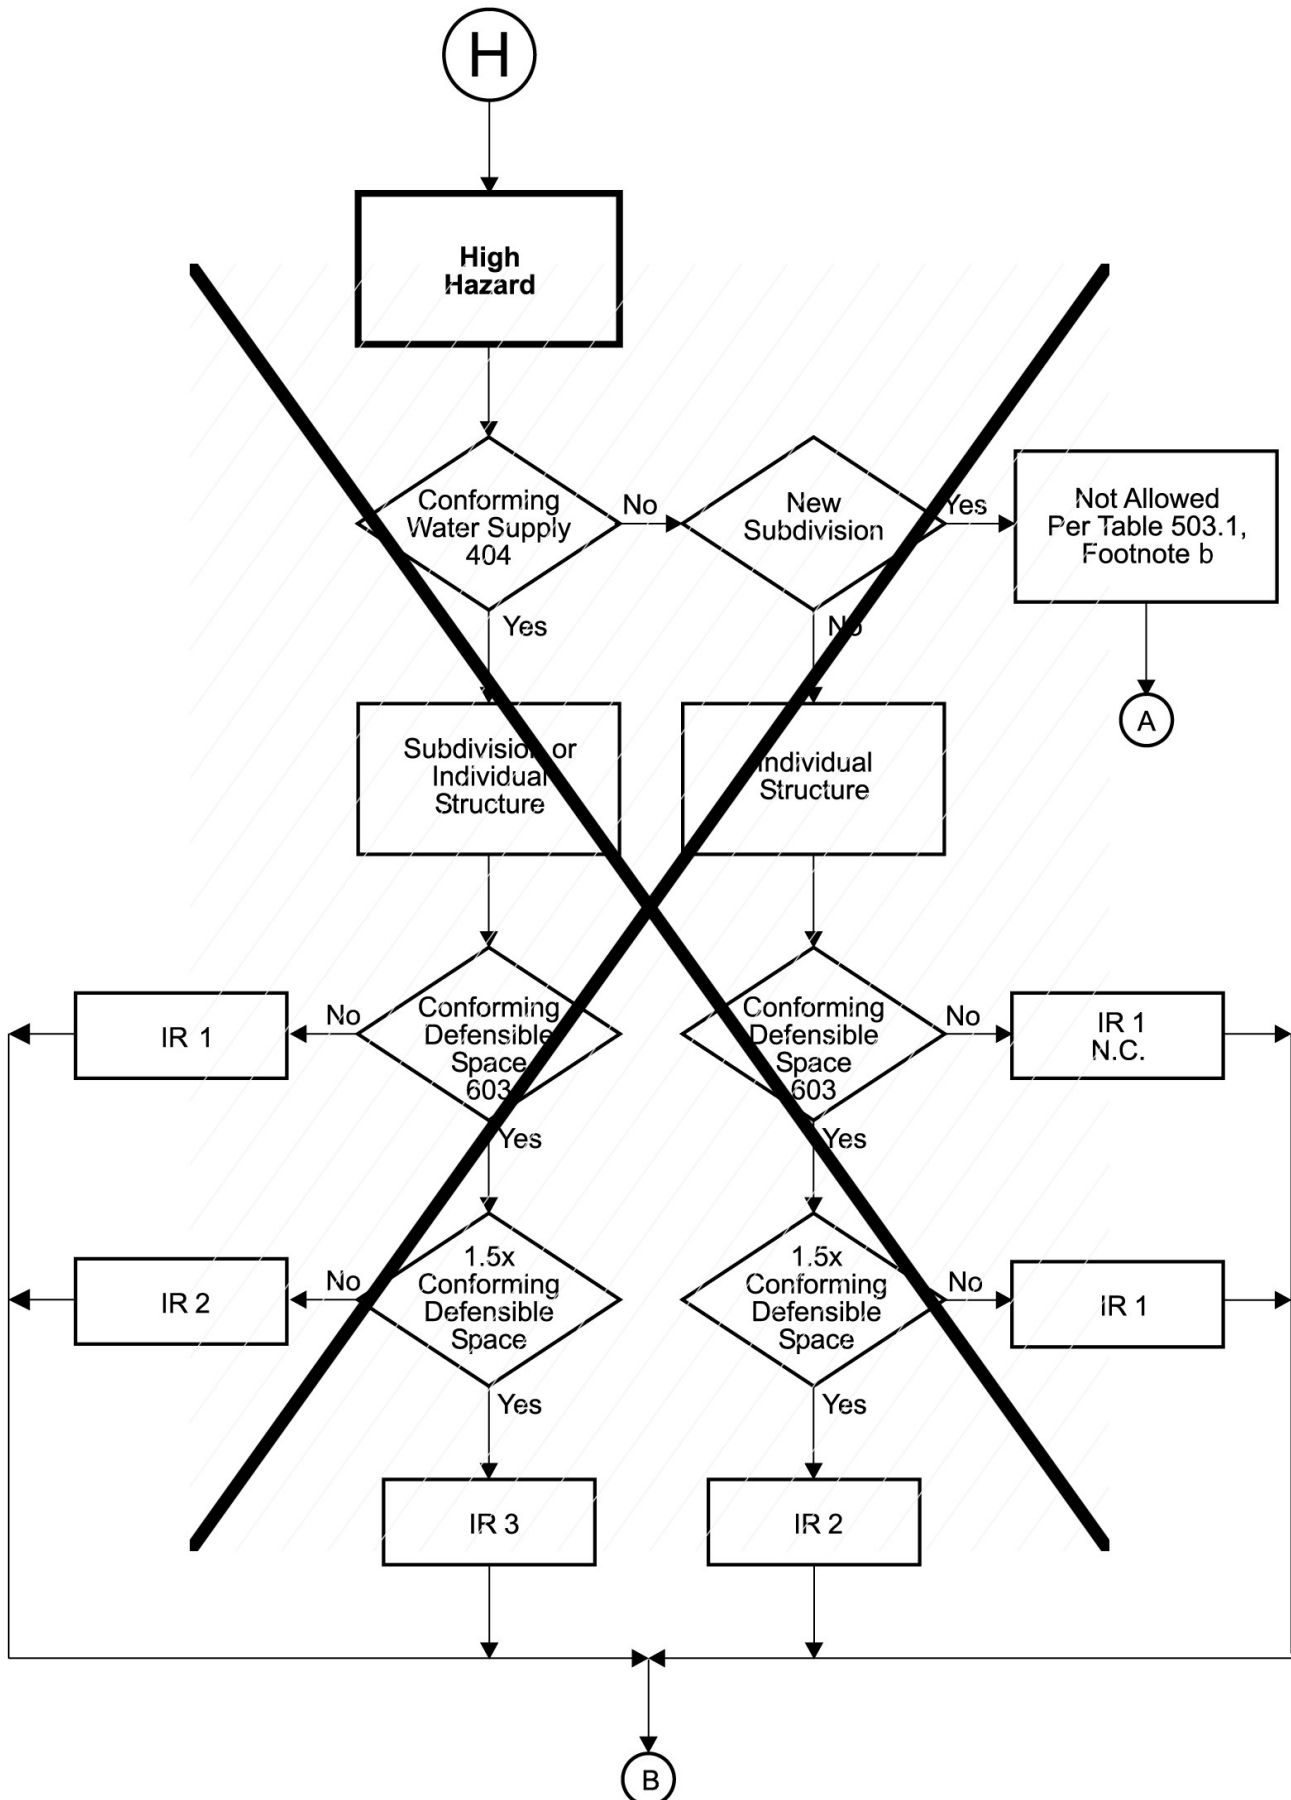 H
High
Hazard
Conforming
Water Supply
404
No
New
Subdivision
Yes
Not Allowed
Per Table 503.1,
Footnote b
Yes
No
A
Subdivision or
Individual
Structure
Individual
Structure
IR 1
No
Conforming
Defensible
Space
603
Conforming
Defensible
Space
603
No
IR 1
N.C.
Yes
Yes
IR 2
No
1.5x
Conforming
Defensible
Space
1.5x
Conforming
Defensible
Space
No
IR 1
Yes
Yes
IR 3
IR 2
B